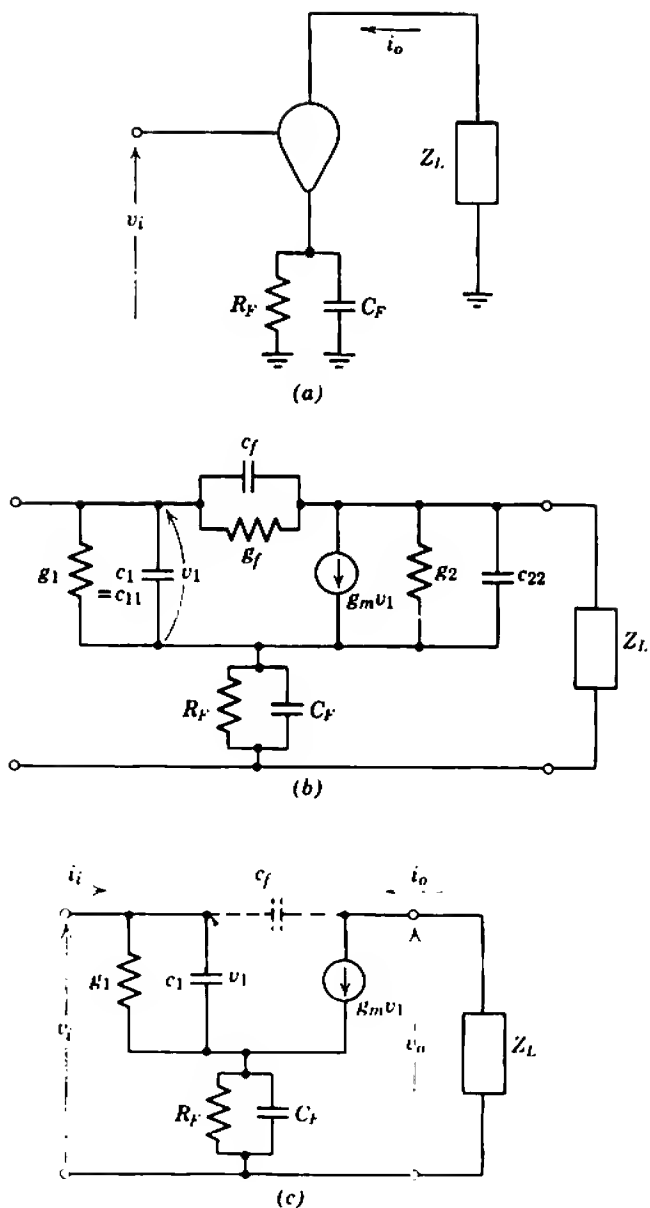 i_o
Z_L
v_i
R_F C_F
(a)
c_f
g_f
g_1 c_1 v_1 g_m v_1 g_2 c_22
= c_11
Z_L
R_F C_F
(b)
i_i c_f i_o
g_1 c_1 v_1 g_m v_1
v_i v_o Z_L
R_F C_F
(c)